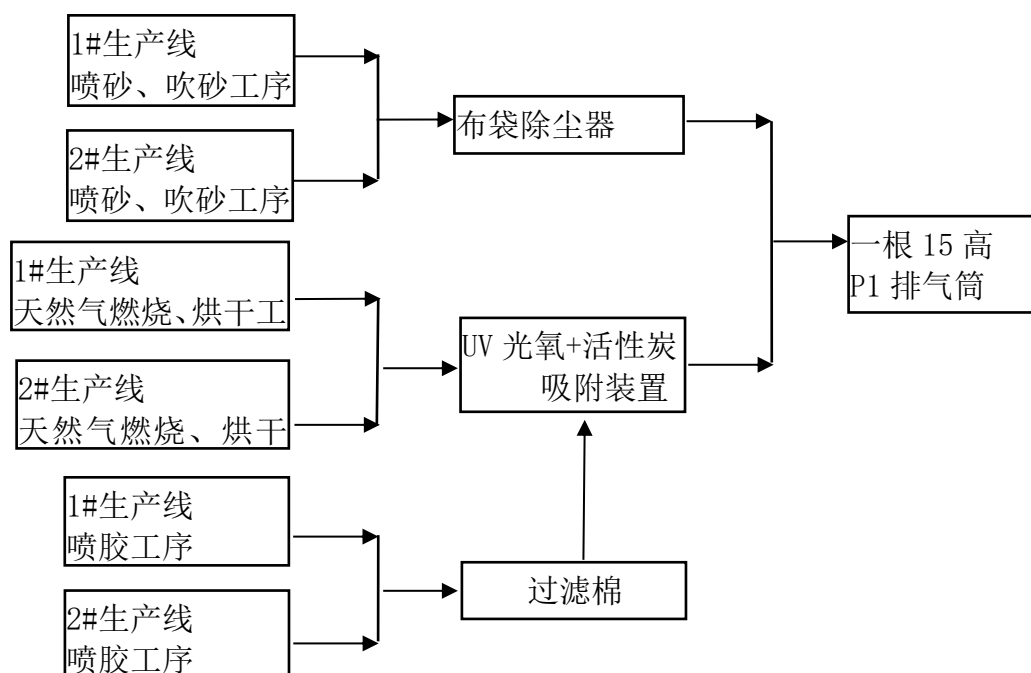 1#生产线
喷砂、吹砂工序
2#生产线
喷砂、吹砂工序
布袋除尘器
一根 15 高
P1 排气筒
1#生产线
天然气燃烧、烘干工
2#生产线
天然气燃烧、烘干
UV 光氧+活性炭
吸附装置
1#生产线
喷胶工序
2#生产线
喷胶工序
过滤棉